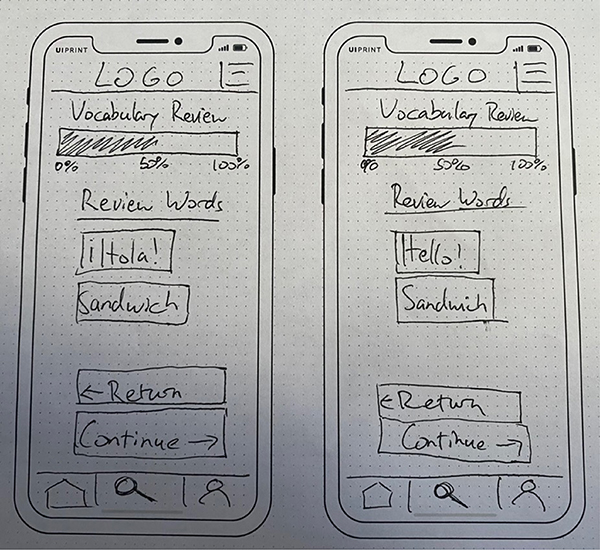 UIPRINT
LOGO
Vocabulary Review
0% 50% 100%
Review Words
¡Hola!
Sandwich
← Return
Continue →
UIPRINT
LOGO
Vocabulary Review
0% 50% 100%
Review Words
Hello!
Sandwich
← Return
Continue →